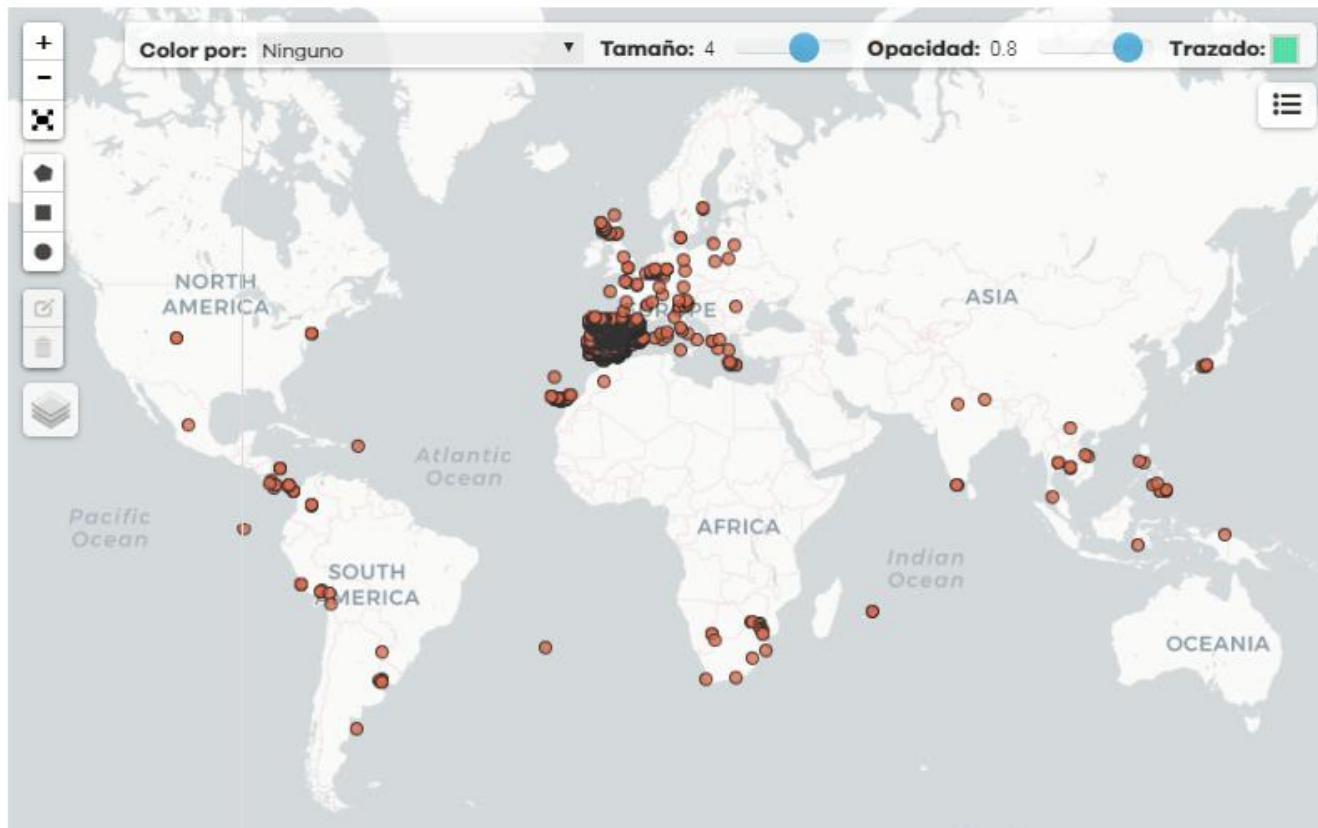 +
Color por: Ninguno ▼ Tamaño: 4 Opacidad: 0.8 Trazado:
−
NORTH
AMERICA
ASIA
Atlantic
Ocean
Pacific
Ocean
AFRICA
Indian
Ocean
SOUTH
AMERICA
OCEANIA